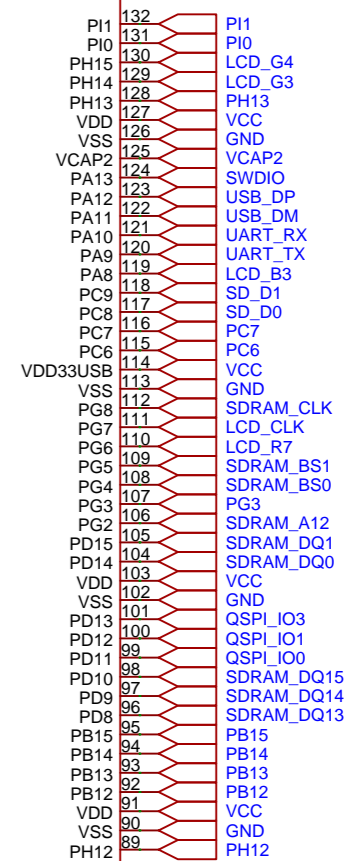 PI1 132 PI1
PI0 131 PI0
PH15 130 LCD_G4
PH14 129 LCD_G3
PH13 128 PH13
VDD 127 VCC
VSS 126 GND
VCAP2 125 VCAP2
PA13 124 SWDIO
PA12 123 USB_DP
PA11 122 USB_DM
PA10 121 UART_RX
PA9 120 UART_TX
PA8 119 LCD_B3
PC9 118 SD_D1
PC8 117 SD_D0
PC7 116 PC7
PC6 115 PC6
VDD33USB 114 VCC
VSS 113 GND
PG8 112 SDRAM_CLK
PG7 111 LCD_CLK
PG6 110 LCD_R7
PG5 109 SDRAM_BS1
PG4 108 SDRAM_BS0
PG3 107 PG3
PG2 106 SDRAM_A12
PD15 105 SDRAM_DQ1
PD14 104 SDRAM_DQ0
VDD 103 VCC
VSS 102 GND
PD13 101 QSPI_IO3
PD12 100 QSPI_IO1
PD11 99 QSPI_IO0
PD10 98 SDRAM_DQ15
PD9 97 SDRAM_DQ14
PD8 96 SDRAM_DQ13
PB15 95 PB15
PB14 94 PB14
PB13 93 PB13
PB12 92 PB12
VDD 91 VCC
VSS 90 GND
PH12 89 PH12